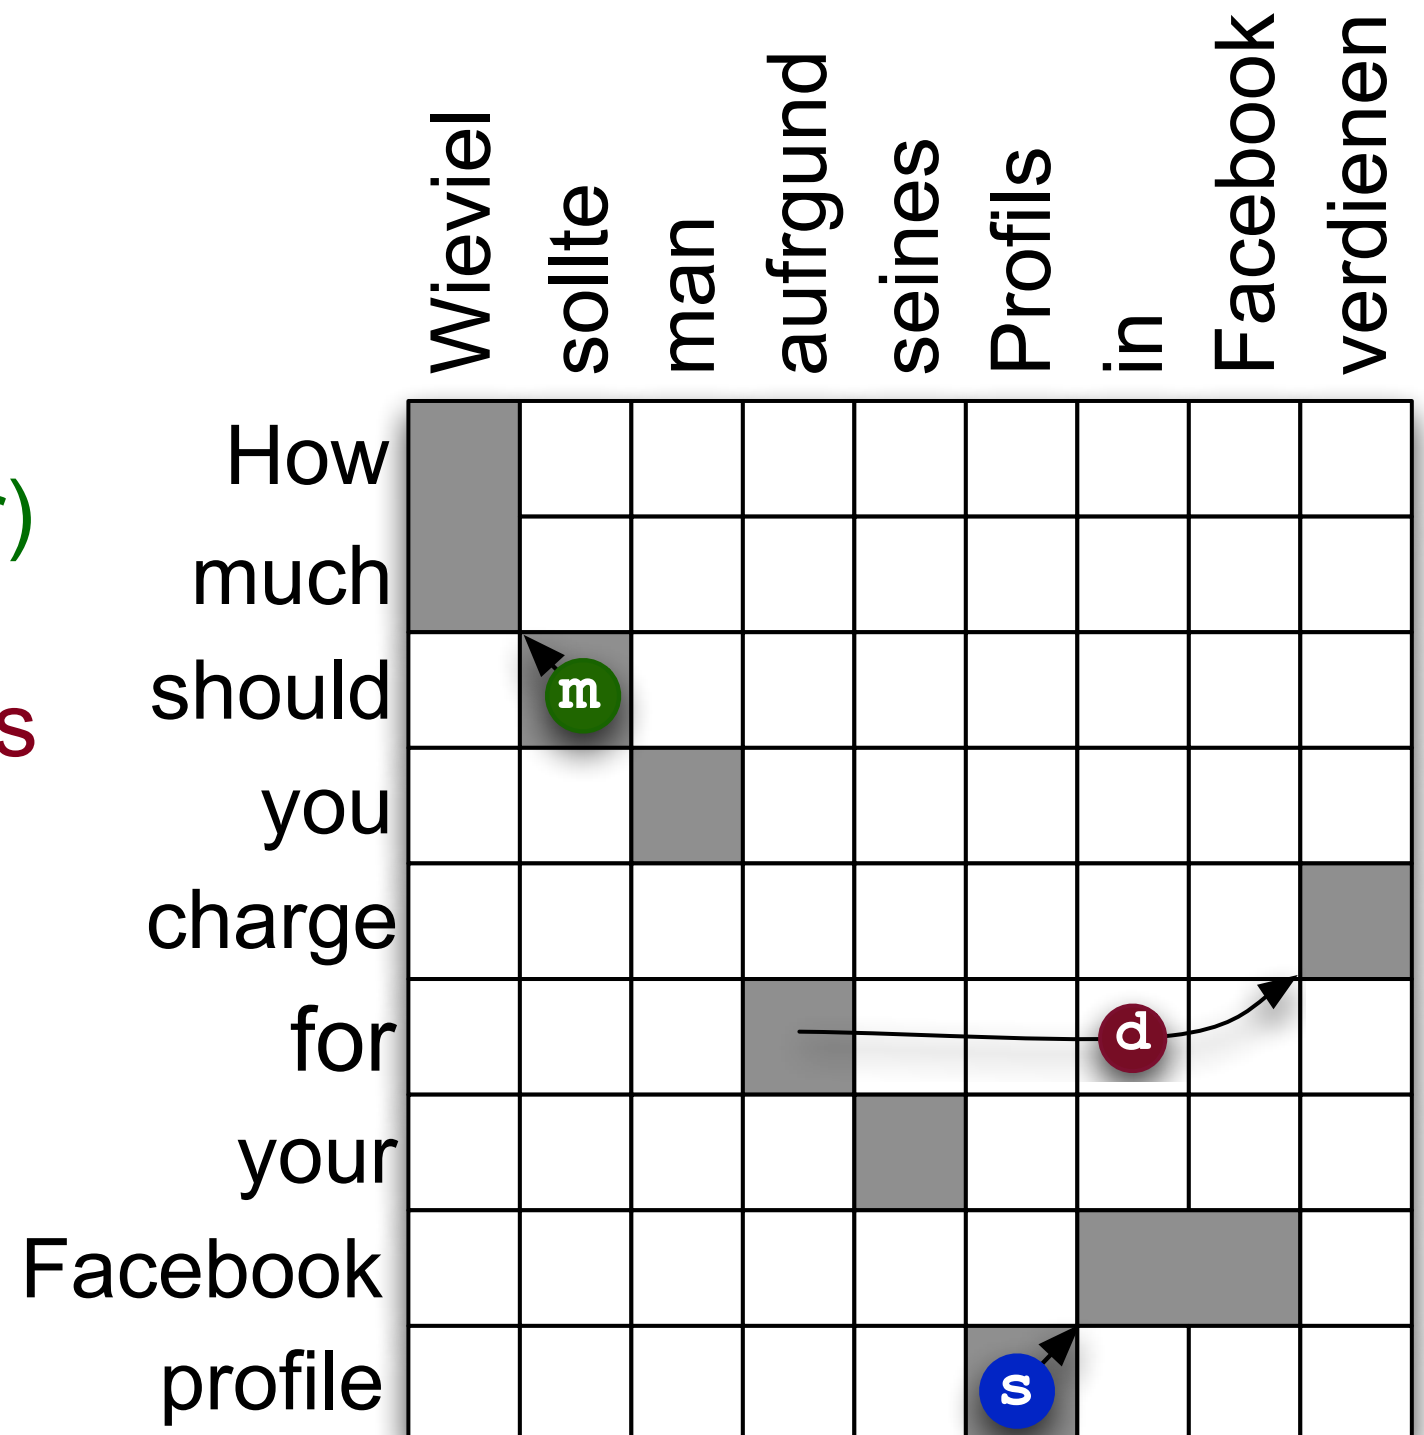 Wieviel
sollte
man
aufrgund
seines
Profils
in
Facebook
verdienen
How
r)
much
should
m
s
you
charge
for
d
your
Facebook
profile
s